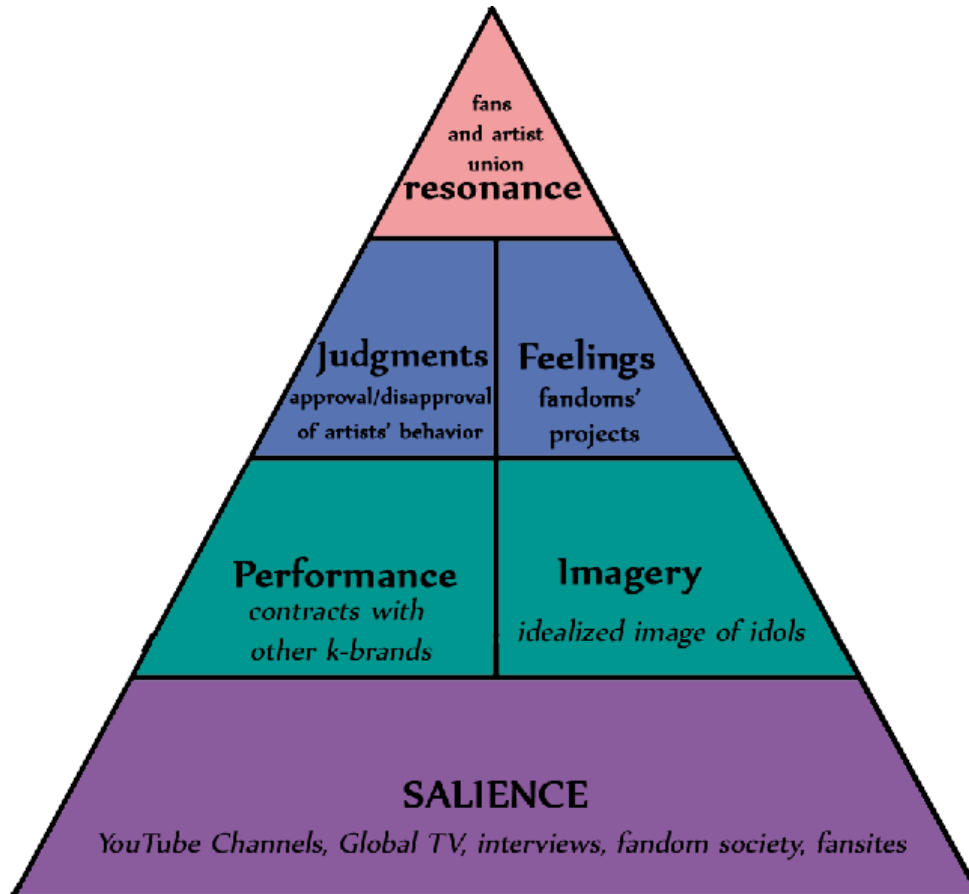 fans
and artist
union
resonance
Judgments
approval/disapproval
of artists' behavior
Feelings
fandoms'
projects
Performance
contracts with
other k-brands
Imagery
idealized image of idols
SALIENCE
YouTube Channels, Global TV, interviews, fandom society, fansites